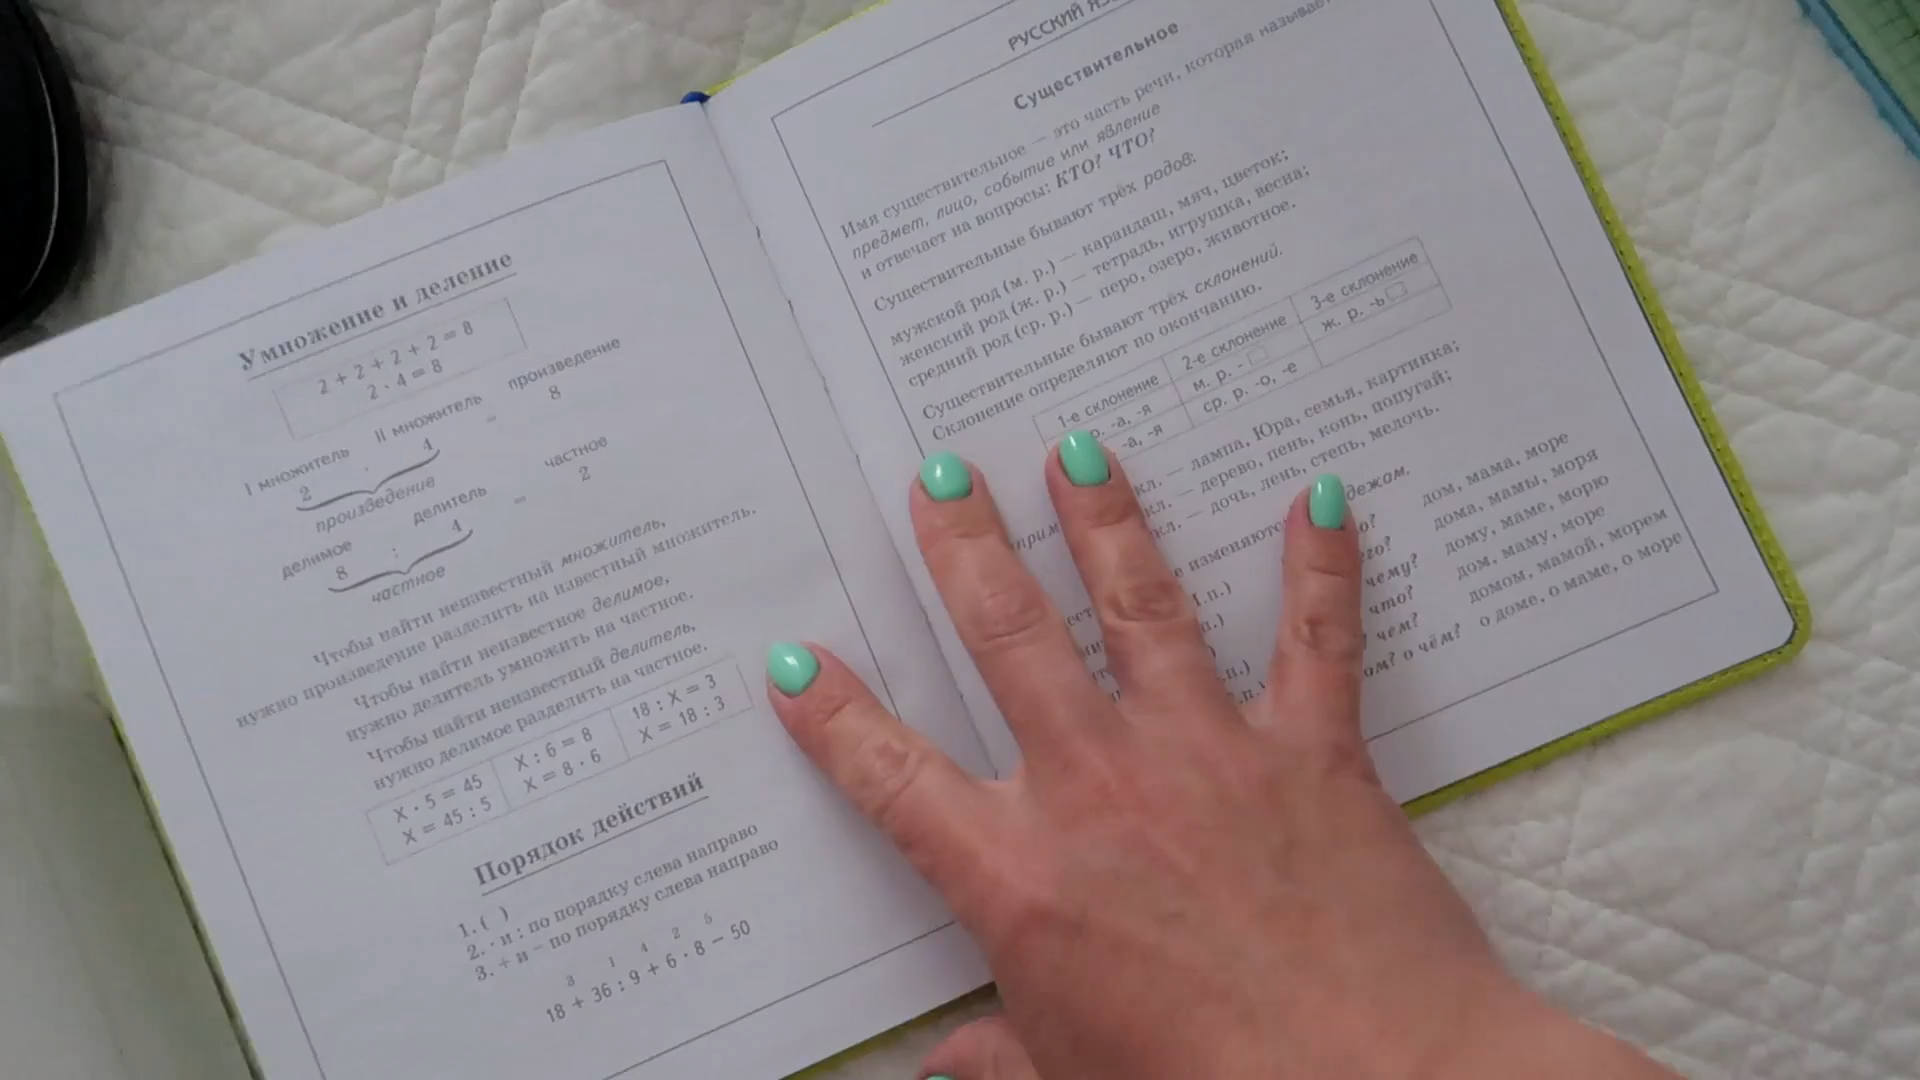 Умножение и деление
2 + 2 + 2 + 2 = 8
2 · 4 = 8
I множитель II множитель произведение
2 · 4 = 8
произведение
делимое делитель частное
8 : 4 = 2
частное
Чтобы найти неизвестный множитель,
нужно произведение разделить на известный множитель.
Чтобы найти неизвестное делимое,
нужно делитель умножить на частное.
Чтобы найти неизвестный делитель,
нужно делимое разделить на частное.
X · 5 = 45 X : 6 = 8 18 : X = 3
X = 45 : 5 X = 8 · 6 X = 18 : 3
Порядок действий
1. ( )
2. · и : по порядку слева направо
3. + и – по порядку слева направо
3 1 4 2 5
18 + 36 : 9 + 6 · 8 – 50
РУССКИЙ
Существительное
Имя существительное — это часть речи, которая называет
предмет, лицо, событие или явление
и отвечает на вопросы: КТО? ЧТО?
Существительные бывают трёх родов:
мужской род (м. р.) — карандаш, мяч, цветок;
женский род (ж. р.) — тетрадь, игрушка, весна;
средний род (ср. р.) — перо, озеро, животное.
Существительные бывают трёх склонений.
Склонение определяют по окончанию.
1-е склонение 2-е склонение 3-е склонение
р. -а, -я м. р. - ж. р. -ь
-а, -я ср. р. -о, -е
кл. — лампа, Юра, семья, картинка;
кл. — дерево, пень, конь, попугай;
кл. — дочь, лень, степь, мелочь.
изменяются
дом, мама, море
дома, мамы, моря
чему? дому, маме, морю
что? дом, маму, море
чем? домом, мамой, морем
о чём? о доме, о маме, о море